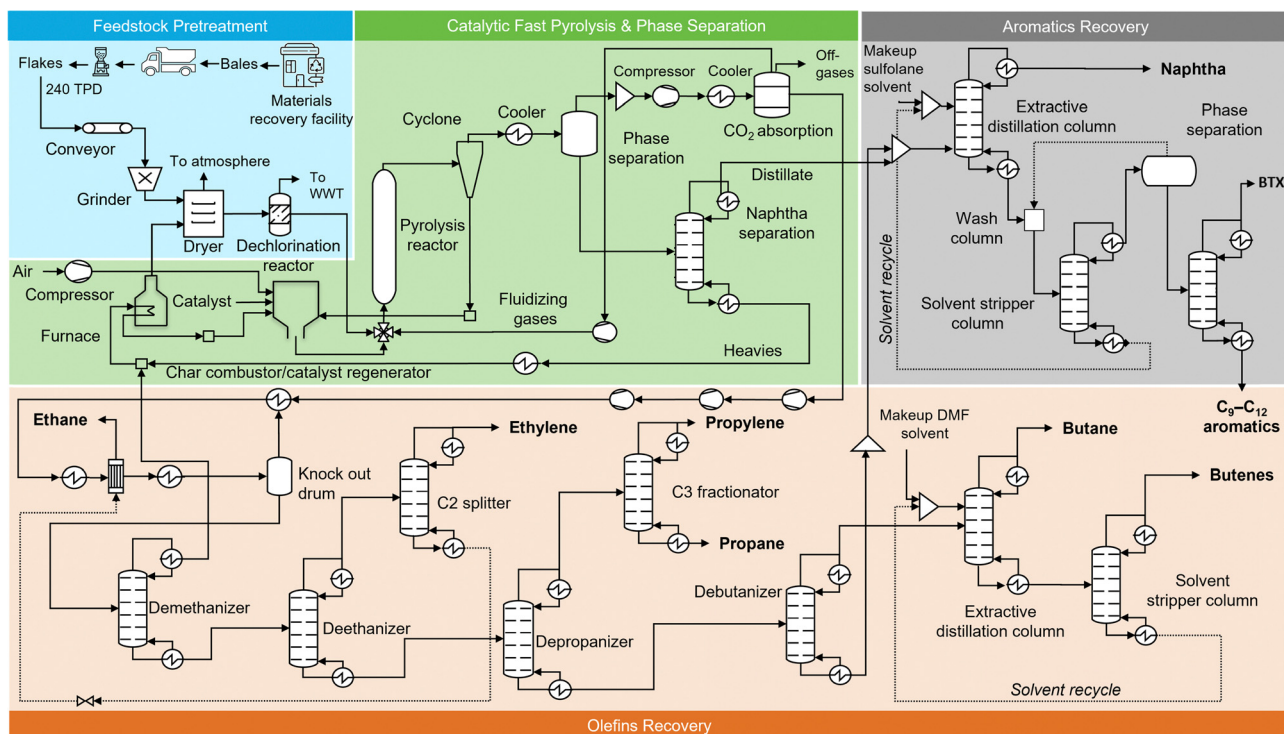 Feedstock Pretreatment
Flakes
Bales
240 TPD
Materials
recovery facility
Conveyor
To atmosphere
To
WWT
Grinder
Dryer
Dechlorination
reactor
Catalytic Fast Pyrolysis & Phase Separation
Compressor
Cooler
Off-
gases
CO₂ absorption
Cyclone
Cooler
Phase
separation
Distillate
Naphtha
separation
Pyrolysis
reactor
Air
Compressor
Catalyst
Furnace
Fluidizing
gases
Heavies
Char combustor/catalyst regenerator
Aromatics Recovery
Makeup
sulfolane
solvent
Naphtha
Extractive
distillation column
Phase
separation
BTX
Wash
column
Solvent stripper
column
Solvent recycle
C₉–C₁₂
aromatics
Ethane
Knock out
drum
Ethylene
C2 splitter
Propylene
C3 fractionator
Propane
Makeup DMF
solvent
Butane
Butenes
Demethanizer
Deethanizer
Depropanizer
Debutanizer
Extractive
distillation column
Solvent
stripper column
Solvent recycle
Olefins Recovery